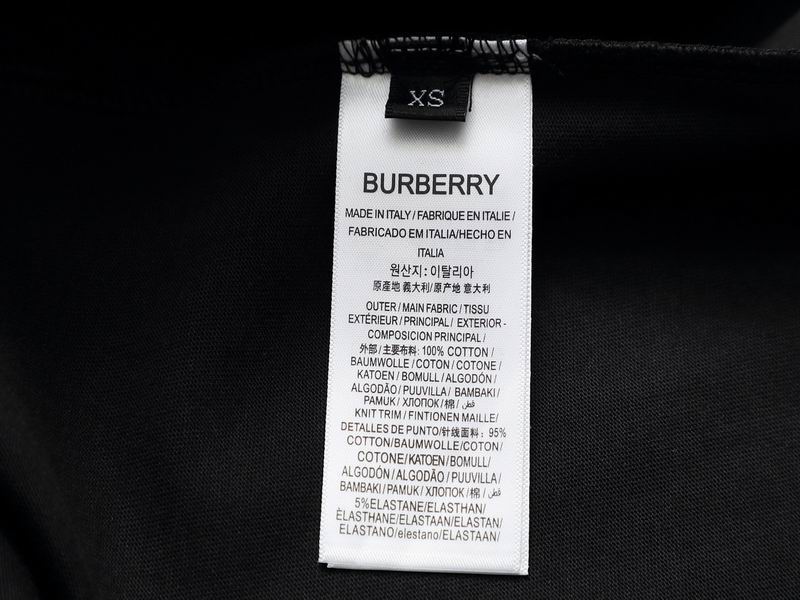 XS
BURBERRY
MADE IN ITALY / FABRIQUE EN ITALIE /
FABRICADO EM ITALIA/HECHO EN
ITALIA
원산지: 이탈리아
原產地 義大利/原产地 意大利
OUTER / MAIN FABRIC / TISSU
EXTÉRIEUR / PRINCIPAL / EXTERIOR -
COMPOSICION PRINCIPAL /
外部/主要布料: 100% COTTON /
BAUMWOLLE / COTON / COTONE /
KATOEN / BOMULL / ALGODÓN /
ALGODÃO / PUUVILLA / BAMBAKI /
PAMUK / ХЛОПОК / 棉 / قطن
KNIT TRIM / FINTIONEN MAILLE/
DETALLES DE PUNTO/针线面料: 95%
COTTON/BAUMWOLLE/COTON/
COTONE/KATOEN/BOMULL/
ALGODÓN / ALGODÃO / PUUVILLA/
BAMBAKI / PAMUK / ХЛОПОК /棉 / قطن
5%ELASTANE/ELASTHAN/
ÈLASTHANE/ELASTAAN/ELASTAN/
ELASTANO/elestano/ELASTAAN/